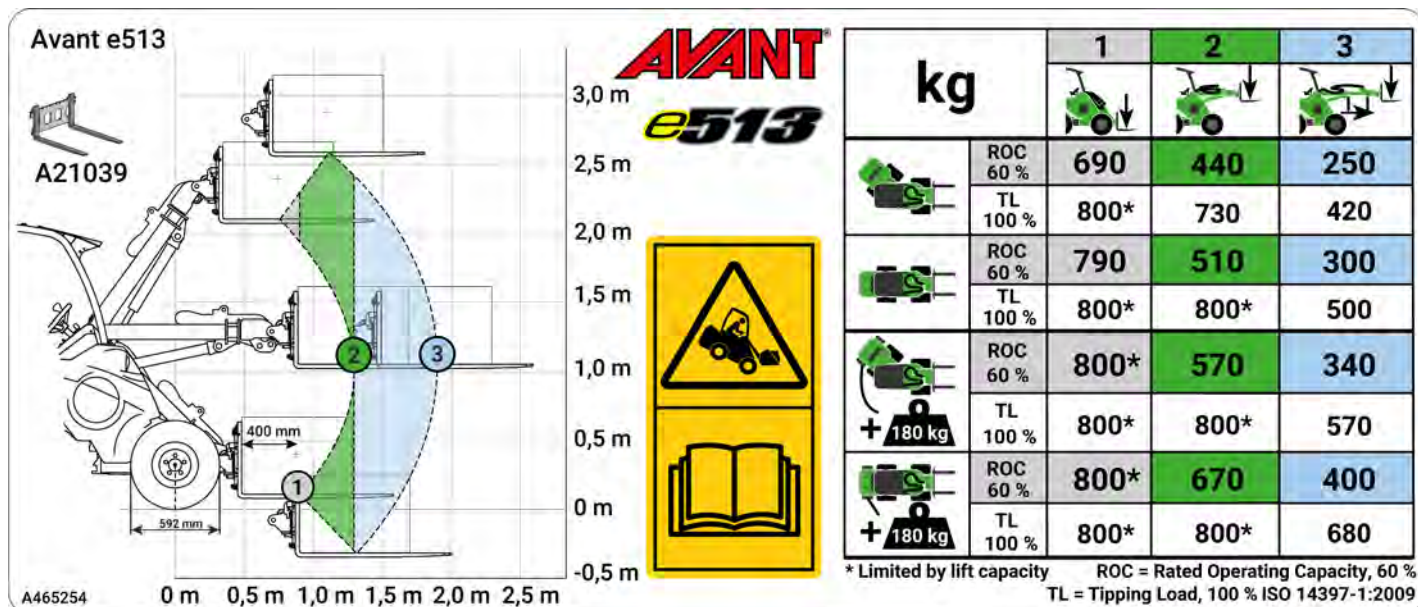 Avant e513
A21039
3,0 m
2,5 m
2,0 m
1,5 m
1,0 m
0,5 m
0 m
-0,5 m
2
3
400 mm
1
592 mm
A465254
0 m 0,5 m 1,0 m 1,5 m 2,0 m 2,5 m
AVANT®
e513
kg 1 2 3
ROC 60 % 690 440 250
TL 100 % 800* 730 420
ROC 60 % 790 510 300
TL 100 % 800* 800* 500
ROC 60 % 800* 570 340
+ 180 kg TL 100 % 800* 800* 570
ROC 60 % 800* 670 400
+ 180 kg TL 100 % 800* 800* 680
* Limited by lift capacity ROC = Rated Operating Capacity, 60 %
TL = Tipping Load, 100 % ISO 14397-1:2009